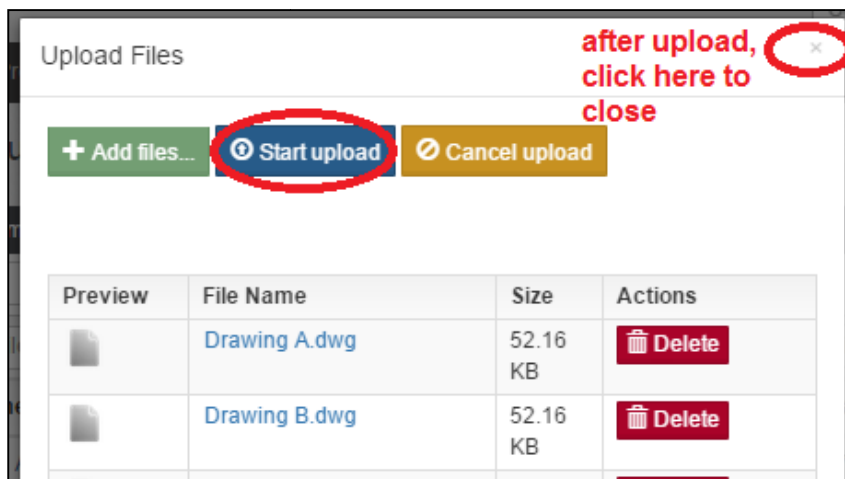 Upload Files
after upload,
click here to
close
×
Add files...
Start upload
Cancel upload
Preview File Name Size Actions
Drawing A.dwg 52.16 KB Delete
Drawing B.dwg 52.16 KB Delete